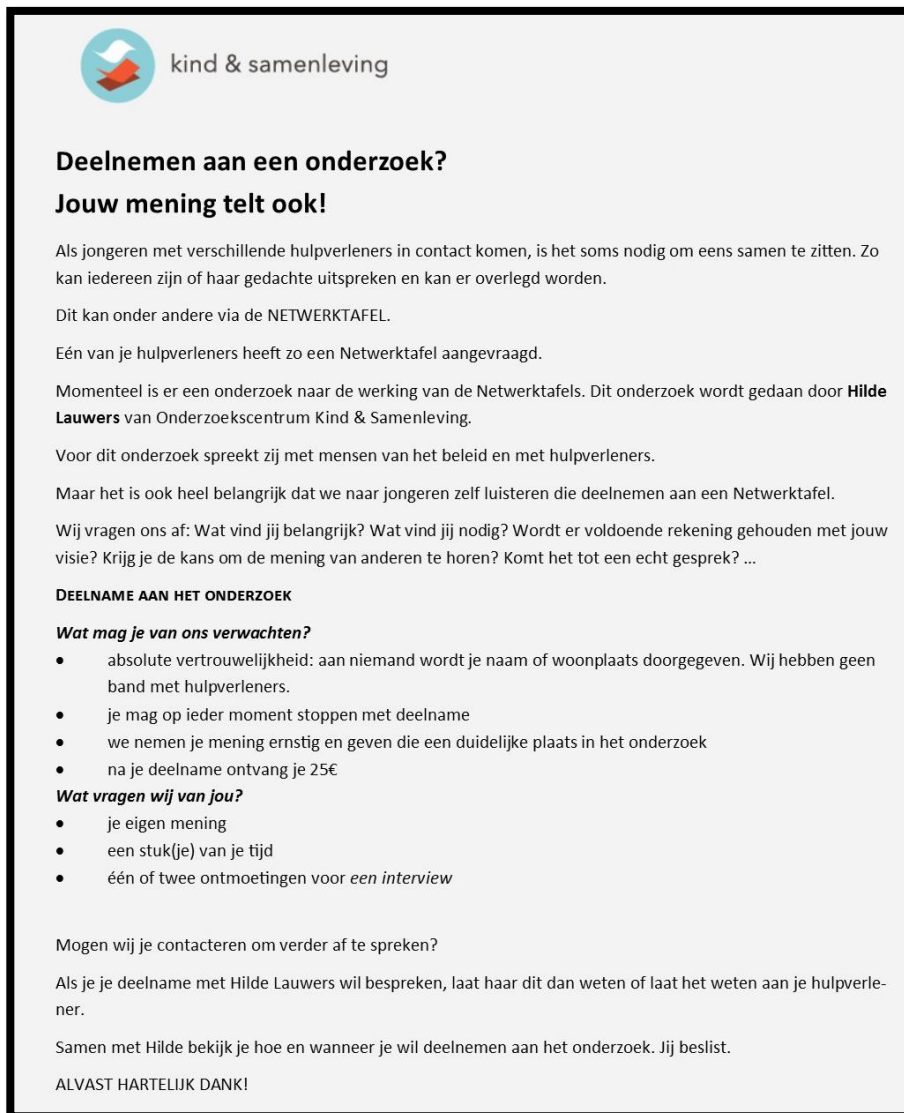 kind & samenleving
Deelnemen aan een onderzoek?
Jouw mening telt ook!
Als jongeren met verschillende hulpverleners in contact komen, is het soms nodig om eens samen te zitten. Zo
kan iedereen zijn of haar gedachte uitspreken en kan er overlegd worden.
Dit kan onder andere via de NETWERKTAFEL.
Eén van je hulpverleners heeft zo een Netwerktafel aangevraagd.
Momenteel is er een onderzoek naar de werking van de Netwerktafels. Dit onderzoek wordt gedaan door Hilde
Lauwers van Onderzoekscentrum Kind & Samenleving.
Voor dit onderzoek spreekt zij met mensen van het beleid en met hulpverleners.
Maar het is ook heel belangrijk dat we naar jongeren zelf luisteren die deelnemen aan een Netwerktafel.
Wij vragen ons af: Wat vind jij belangrijk? Wat vind jij nodig? Wordt er voldoende rekening gehouden met jouw
visie? Krijg je de kans om de mening van anderen te horen? Komt het tot een echt gesprek? ...
DEELNAME AAN HET ONDERZOEK
Wat mag je van ons verwachten?
• absolute vertrouwelijkheid: aan niemand wordt je naam of woonplaats doorgegeven. Wij hebben geen
band met hulpverleners.
• je mag op ieder moment stoppen met deelname
• we nemen je mening ernstig en geven die een duidelijke plaats in het onderzoek
• na je deelname ontvang je 25€
Wat vragen wij van jou?
• je eigen mening
• een stuk(je) van je tijd
• één of twee ontmoetingen voor een interview
Mogen wij je contacteren om verder af te spreken?
Als je je deelname met Hilde Lauwers wil bespreken, laat haar dit dan weten of laat het weten aan je hulpverle-
ner.
Samen met Hilde bekijk je hoe en wanneer je wil deelnemen aan het onderzoek. Jij beslist.
ALVAST HARTELIJK DANK!